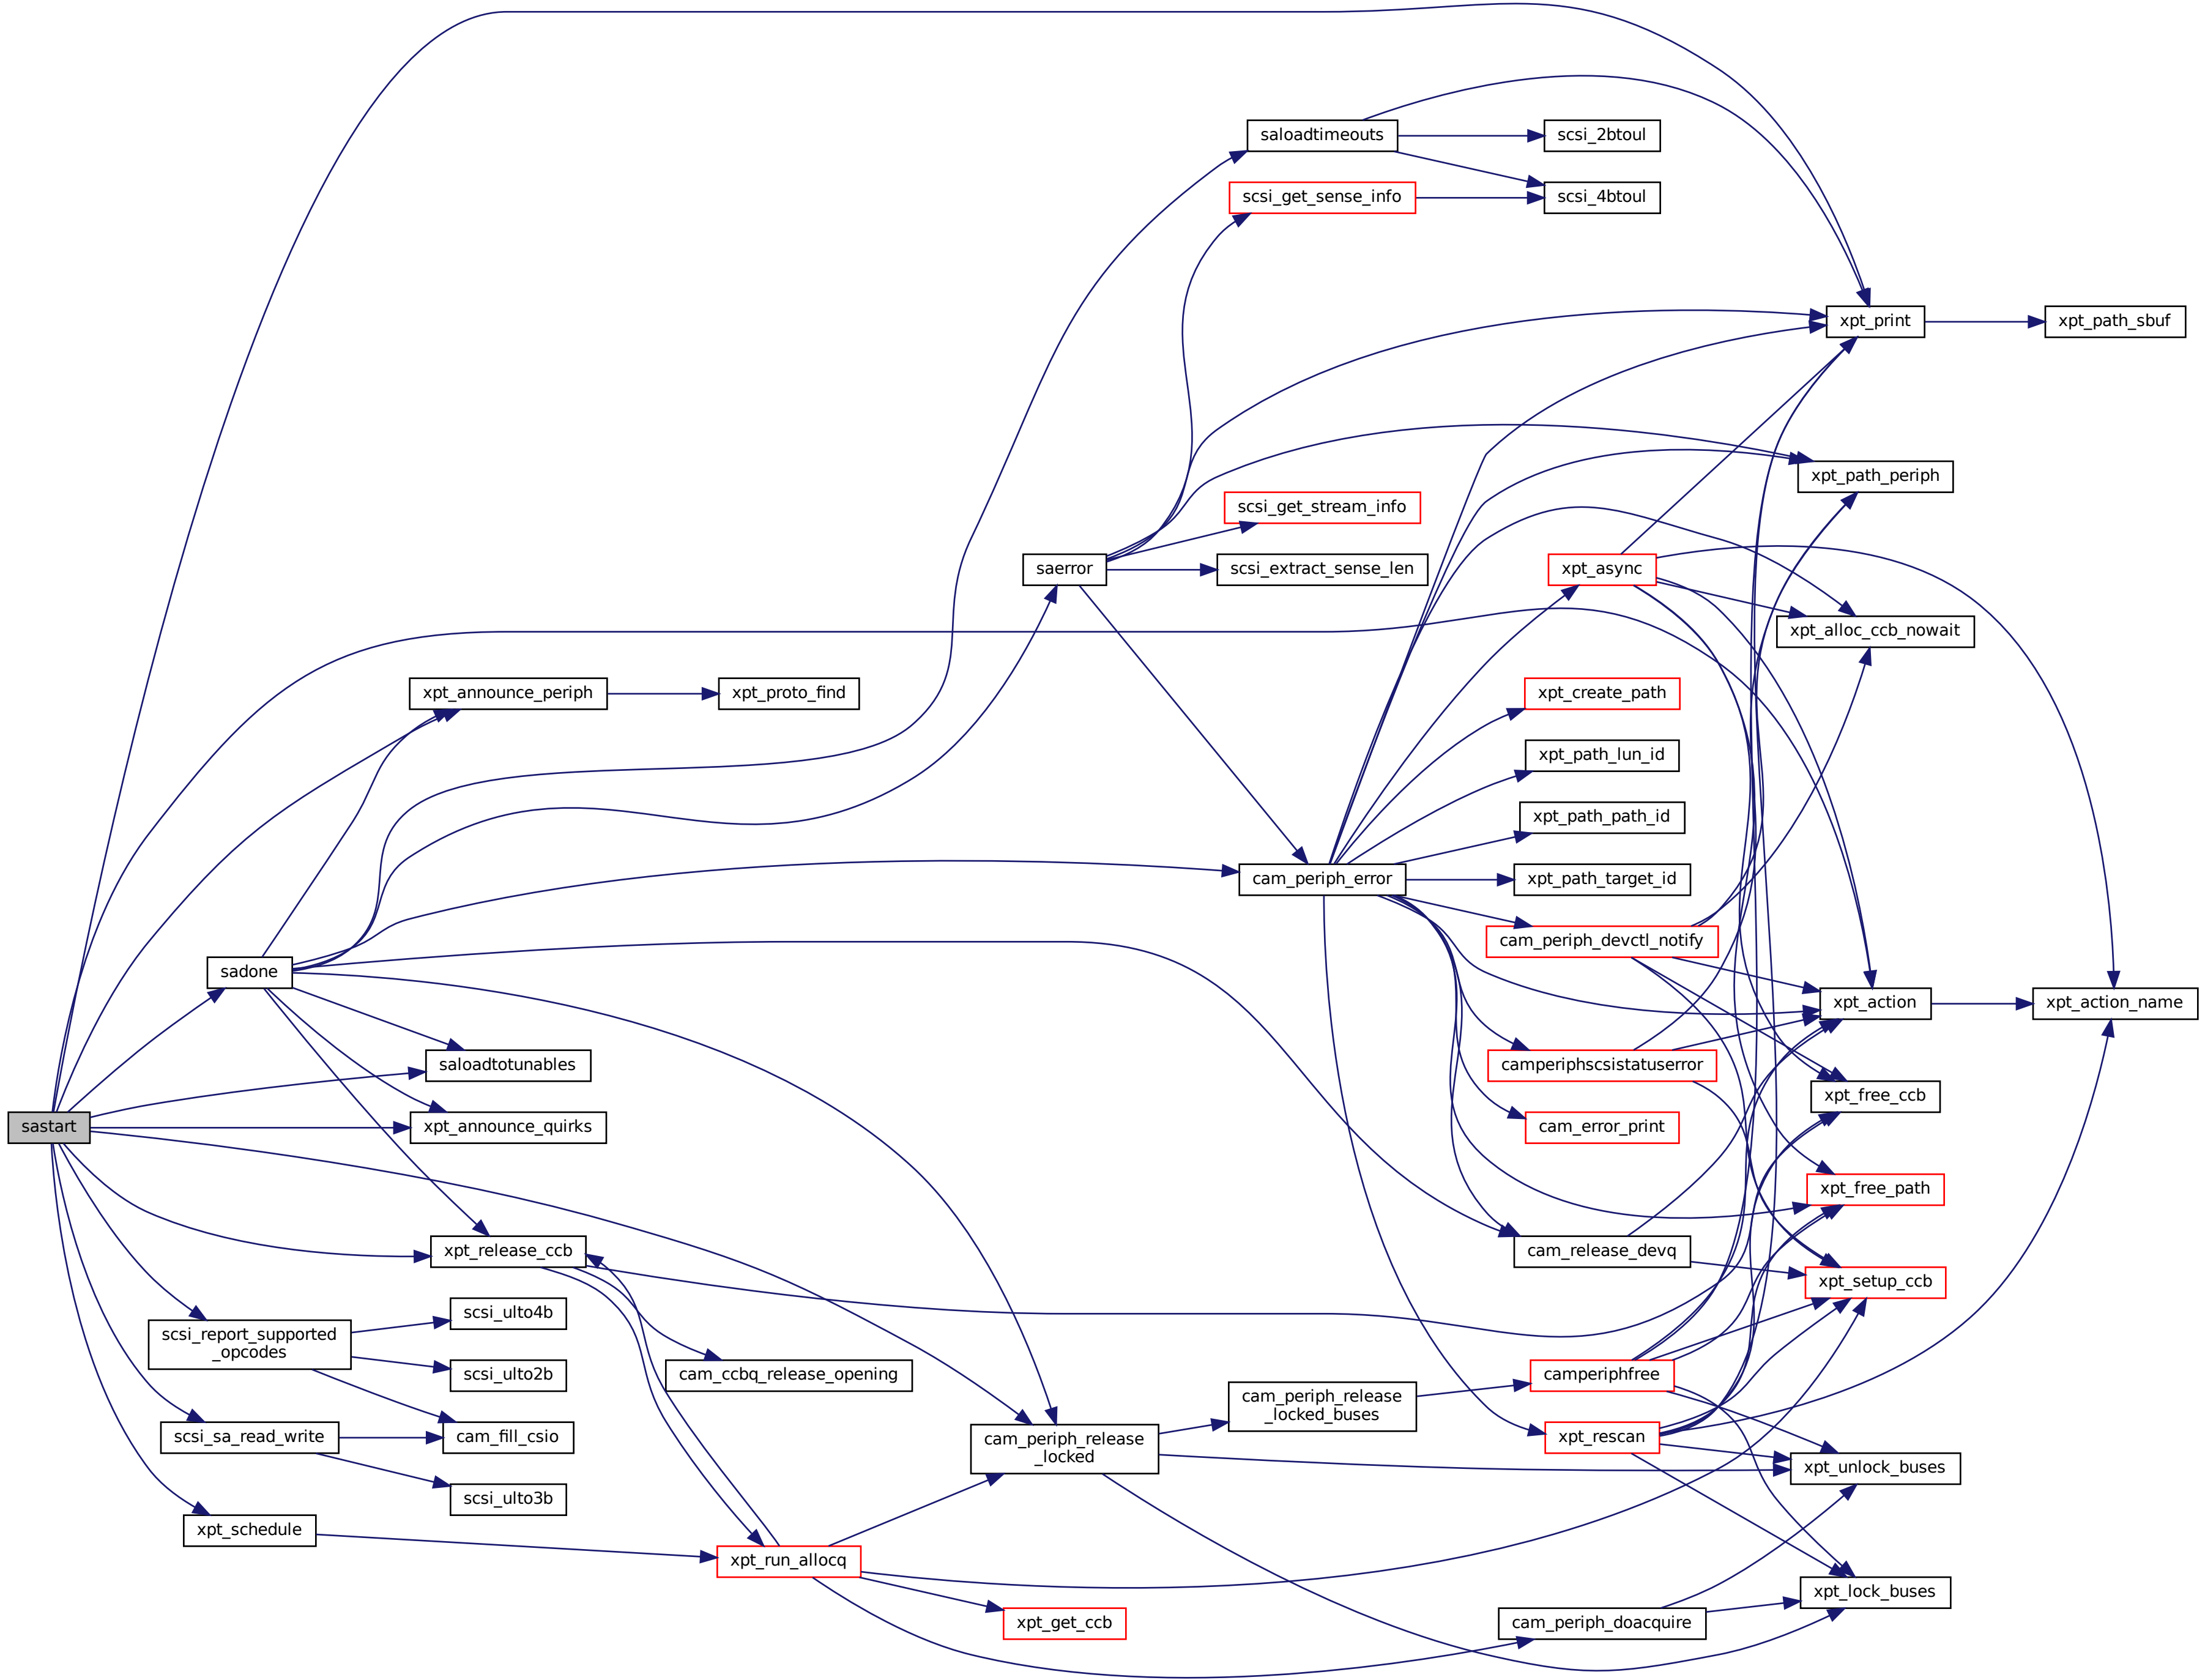 sastart
sadone
scsi_report_supported
_opcodes
scsi_sa_read_write
xpt_schedule
xpt_announce_periph
saloadtotunables
xpt_announce_quirks
xpt_release_ccb
scsi_ulto4b
scsi_ulto2b
cam_fill_csio
scsi_ulto3b
xpt_proto_find
cam_ccbq_release_opening
xpt_run_allocq
saerror
cam_periph_release
_locked
xpt_get_ccb
saloadtimeouts
scsi_get_sense_info
scsi_get_stream_info
scsi_extract_sense_len
cam_periph_error
cam_periph_release
_locked_buses
scsi_2btoul
scsi_4btoul
xpt_async
xpt_create_path
xpt_path_lun_id
xpt_path_path_id
xpt_path_target_id
cam_periph_devctl_notify
camperiphscsistatuserror
cam_error_print
cam_release_devq
camperiphfree
xpt_rescan
cam_periph_doacquire
xpt_print
xpt_path_periph
xpt_alloc_ccb_nowait
xpt_action
xpt_free_ccb
xpt_free_path
xpt_setup_ccb
xpt_unlock_buses
xpt_lock_buses
xpt_path_sbuf
xpt_action_name